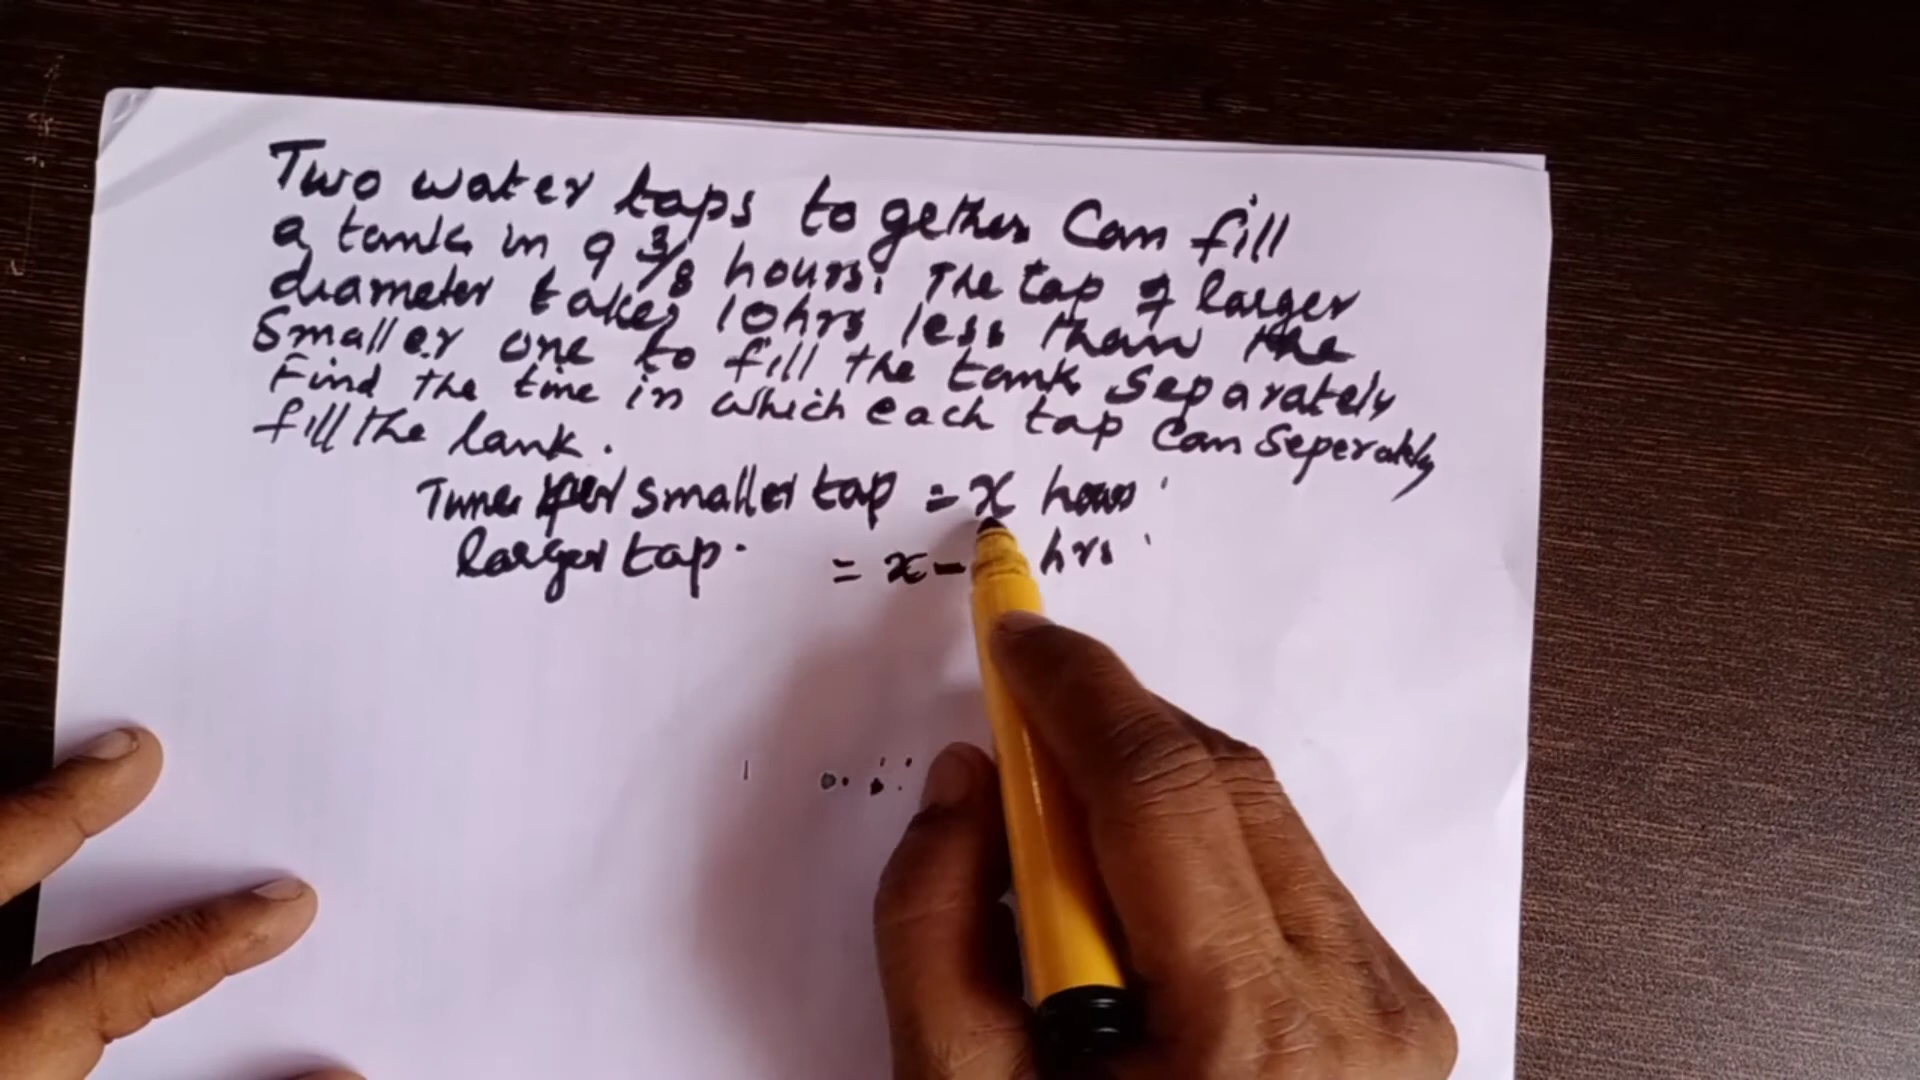 Two water taps together can fill
a tank in 9 3/8 hours. The tap of larger
diameter takes 10hrs less than the
smaller one to fill the tank separately
Find the time in which each tap can seperately
fill the tank.
Time per smaller tap = x hours
larger tap. = x - hrs